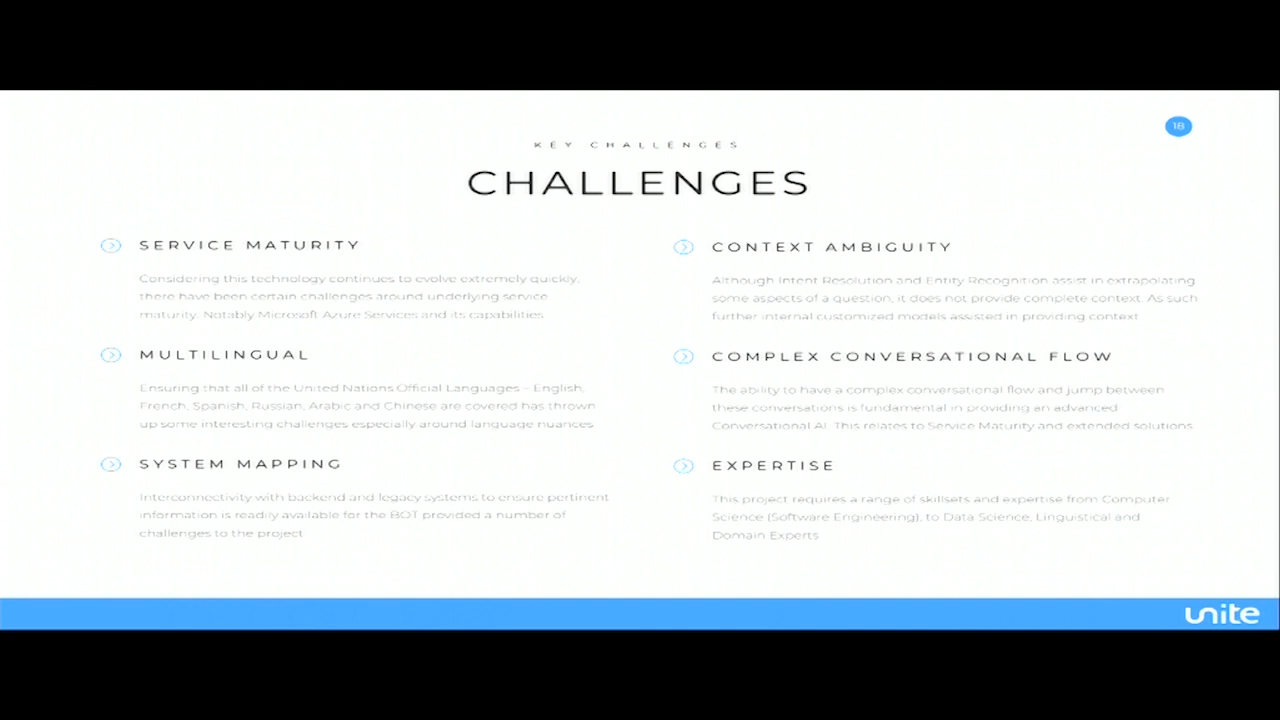 18
KEY CHALLENGES
CHALLENGES
SERVICE MATURITY
Considering this technology continues to evolve extremely quickly,
there have been certain challenges around underlying service
maturity. Notably Microsoft Azure Services and its capabilities
MULTILINGUAL
Ensuring that all of the United Nations Official Languages – English,
French, Spanish, Russian, Arabic and Chinese are covered has thrown
up some interesting challenges especially around language nuances
SYSTEM MAPPING
Interconnectivity with backend and legacy systems to ensure pertinent
information is readily available for the BOT provided a number of
challenges to the project
CONTEXT AMBIGUITY
Although Intent Resolution and Entity Recognition assist in extrapolating
some aspects of a question, it does not provide complete context. As such
further internal customized models assisted in providing context
COMPLEX CONVERSATIONAL FLOW
The ability to have a complex conversational flow and jump between
these conversations is fundamental in providing an advanced
Conversational AI. This relates to Service Maturity and extended solutions
EXPERTISE
This project requires a range of skillsets and expertise from Computer
Science (Software Engineering), to Data Science, Linguistical and
Domain Experts
unite